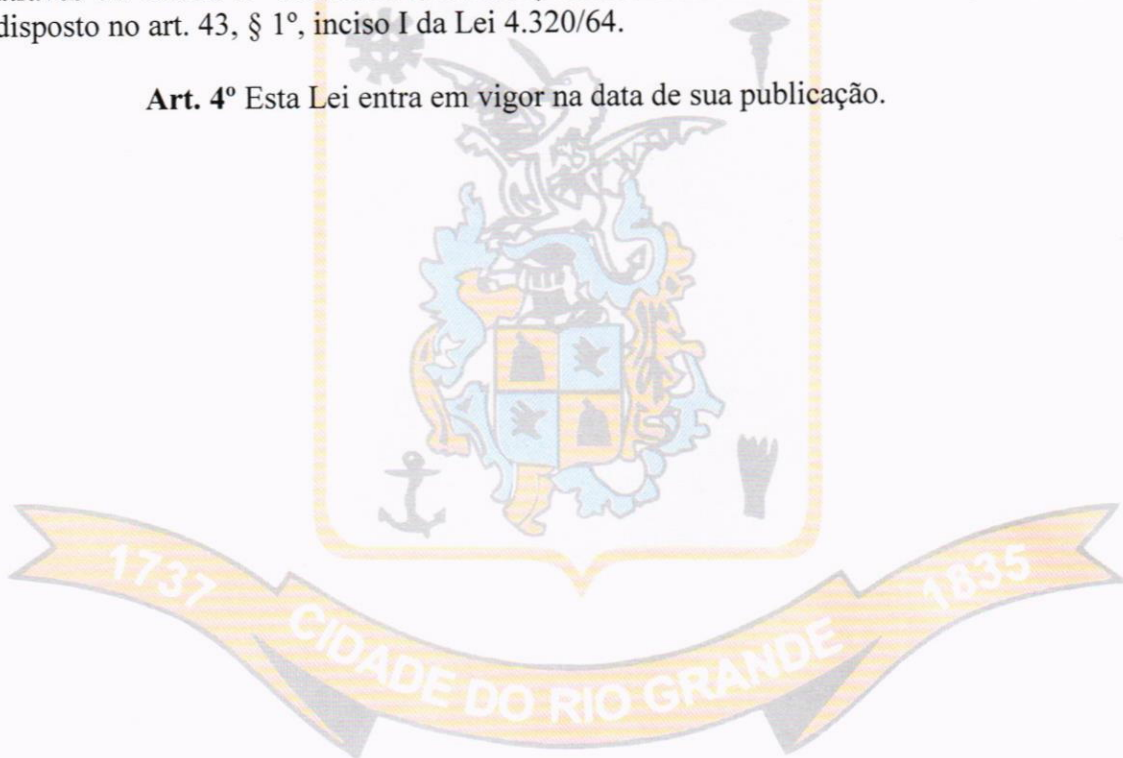 disposto no art. 43, § 1º, inciso I da Lei 4.320/64.
Art. 4º Esta Lei entra em vigor na data de sua publicação.
1737 CIDADE DO RIO GRANDE 1835